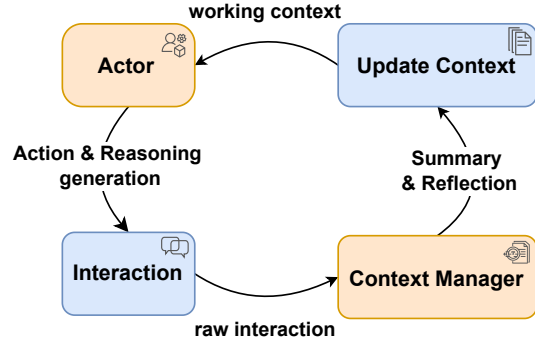 working context
Actor
Update Context
Action & Reasoning
generation
Summary
& Reflection
Interaction
Context Manager
raw interaction